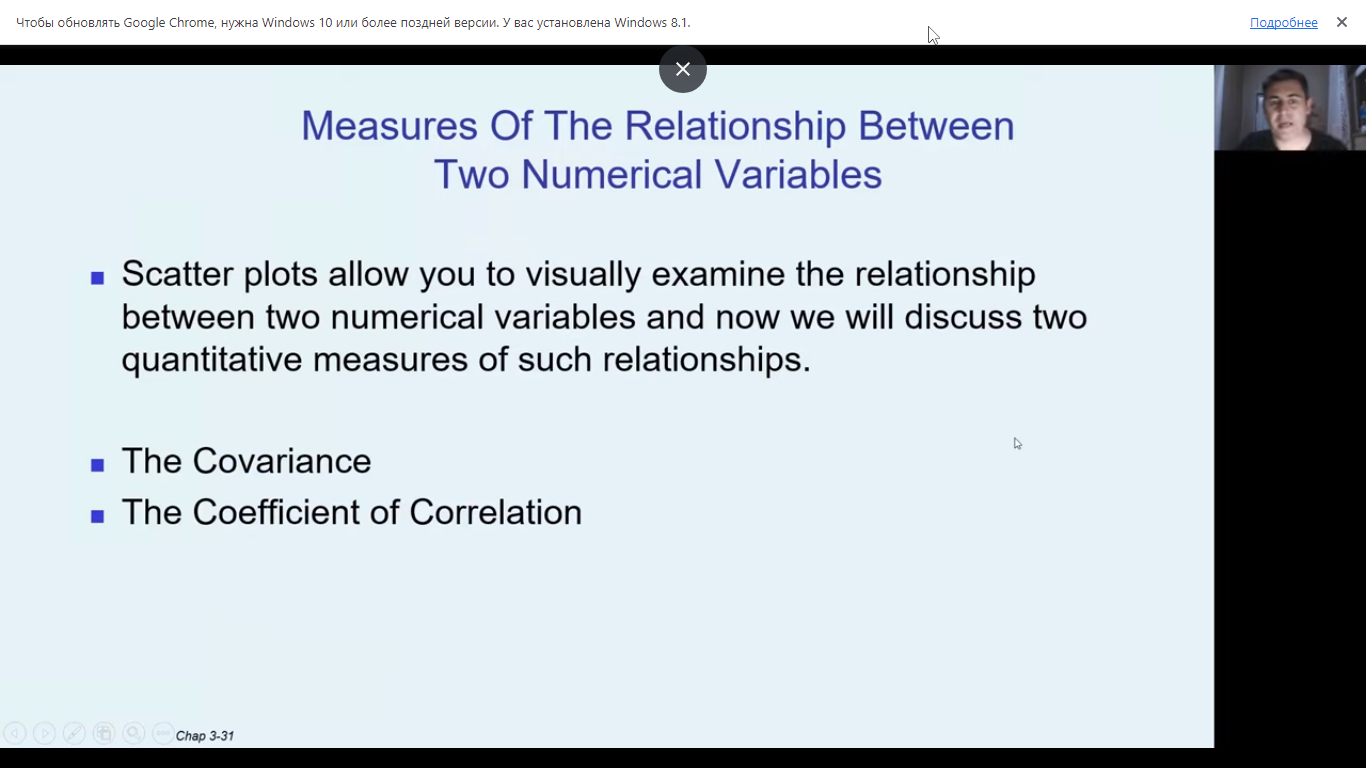 Чтобы обновлять Google Chrome, нужна Windows 10 или более поздней версии. У вас установлена Windows 8.1.
Подробнее
Measures Of The Relationship Between
Two Numerical Variables
Scatter plots allow you to visually examine the relationship
between two numerical variables and now we will discuss two
quantitative measures of such relationships.
The Covariance
The Coefficient of Correlation
Chap 3-31